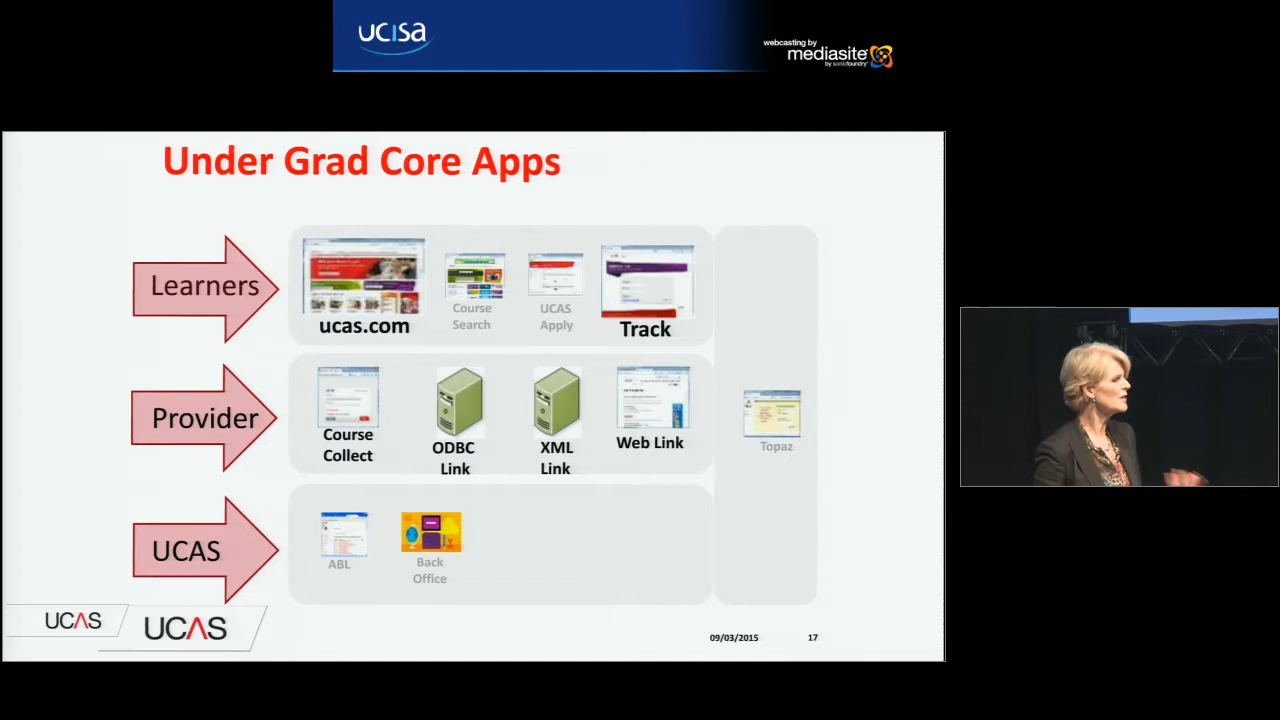 ucisa
webcasting by
mediasite
by sonicfoundry
Under Grad Core Apps
Learners
ucas.com
Course
Search
UCAS
Apply
Track
Provider
Course
Collect
ODBC
Link
XML
Link
Web Link
Topaz
UCAS
ABL
Back
Office
UCAS
UCAS
09/03/2015
17